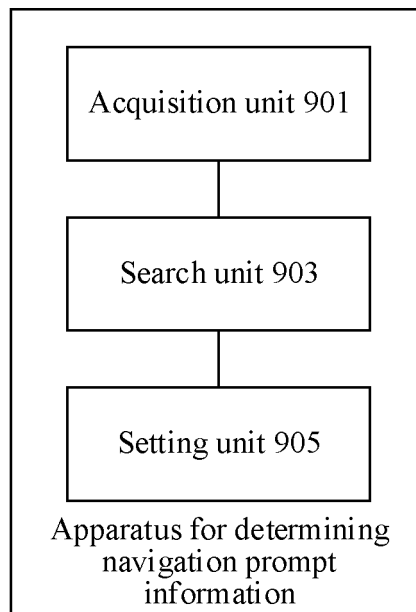 Acquisition unit 901
Search unit 903
Setting unit 905
Apparatus for determining
navigation prompt
information